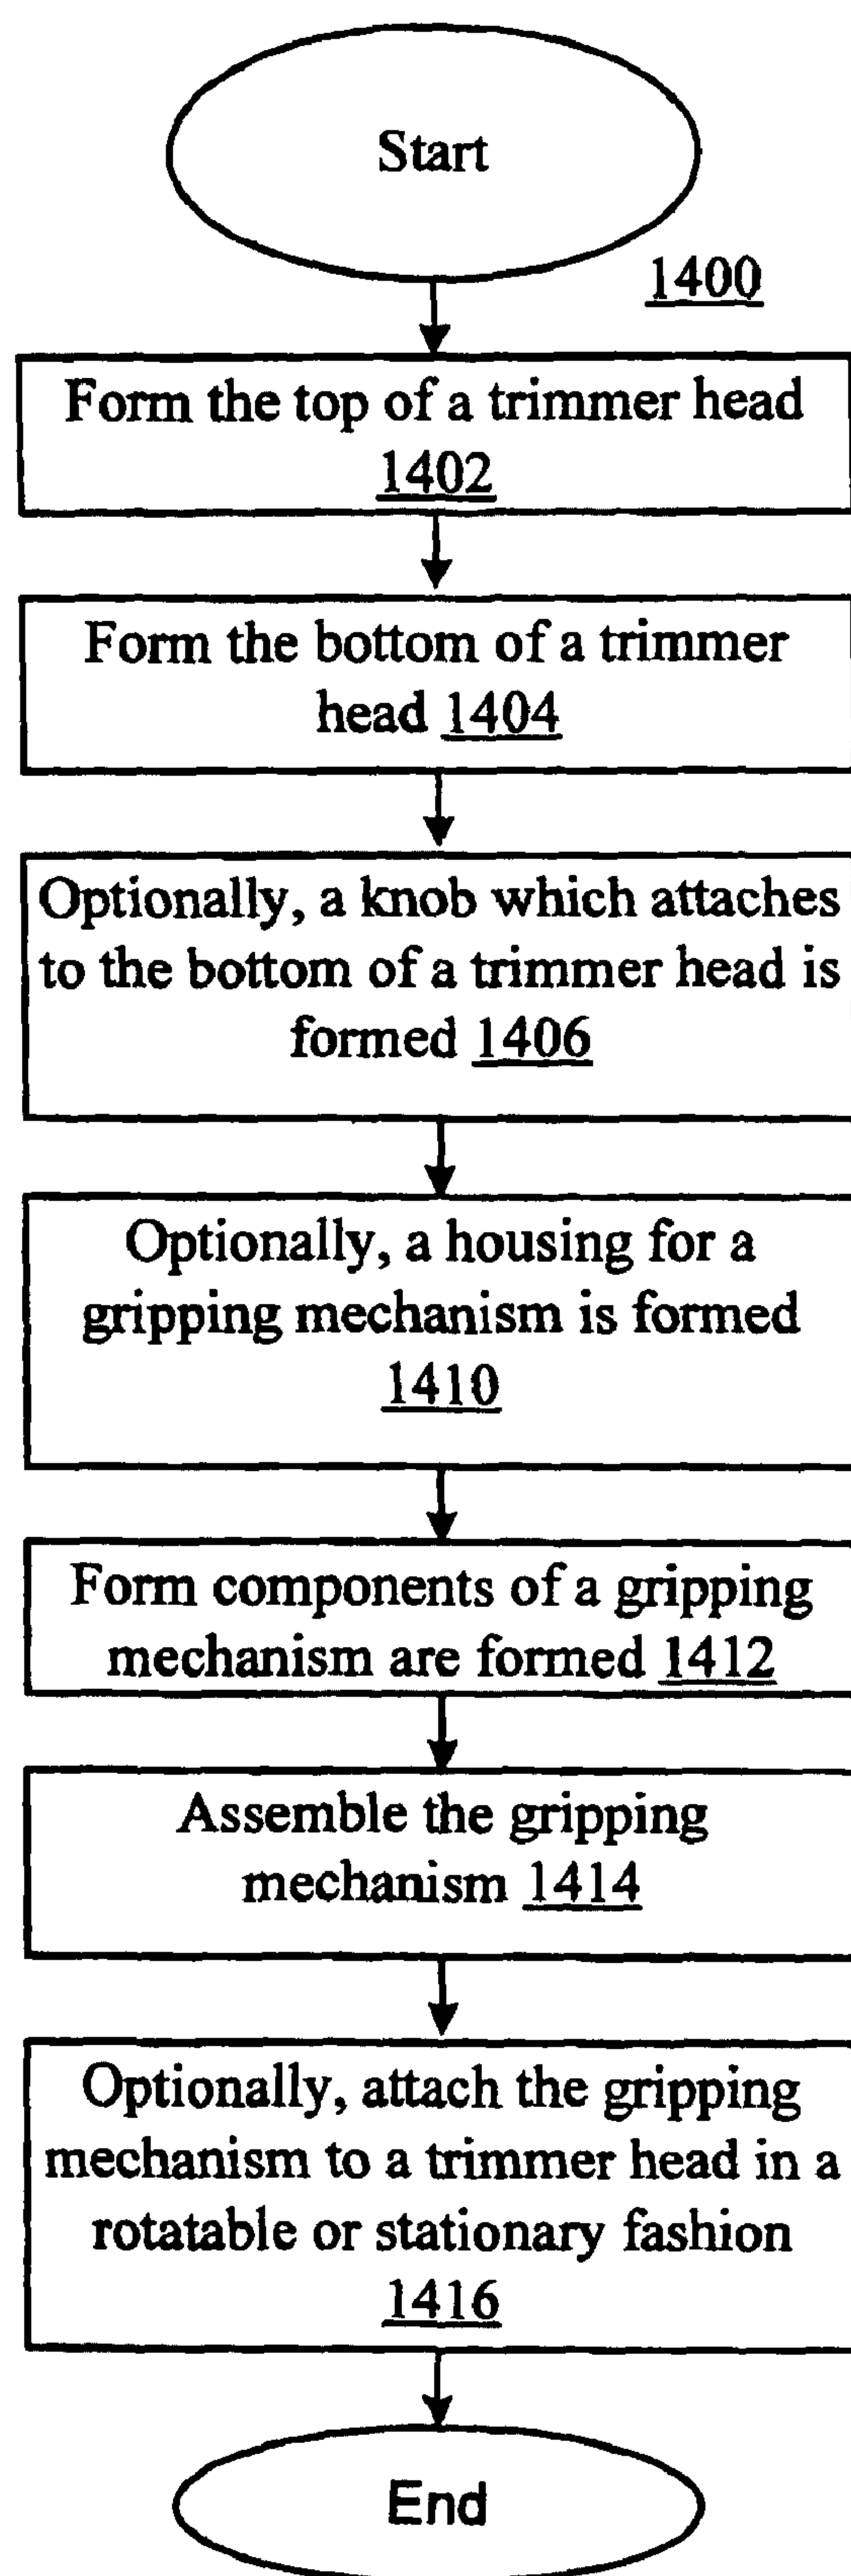 Start
1400
Form the top of a trimmer head
1402
Form the bottom of a trimmer
head 1404
Optionally, a knob which attaches
to the bottom of a trimmer head is
formed 1406
Optionally, a housing for a
gripping mechanism is formed
1410
Form components of a gripping
mechanism are formed 1412
Assemble the gripping
mechanism 1414
Optionally, attach the gripping
mechanism to a trimmer head in a
rotatable or stationary fashion
1416
End